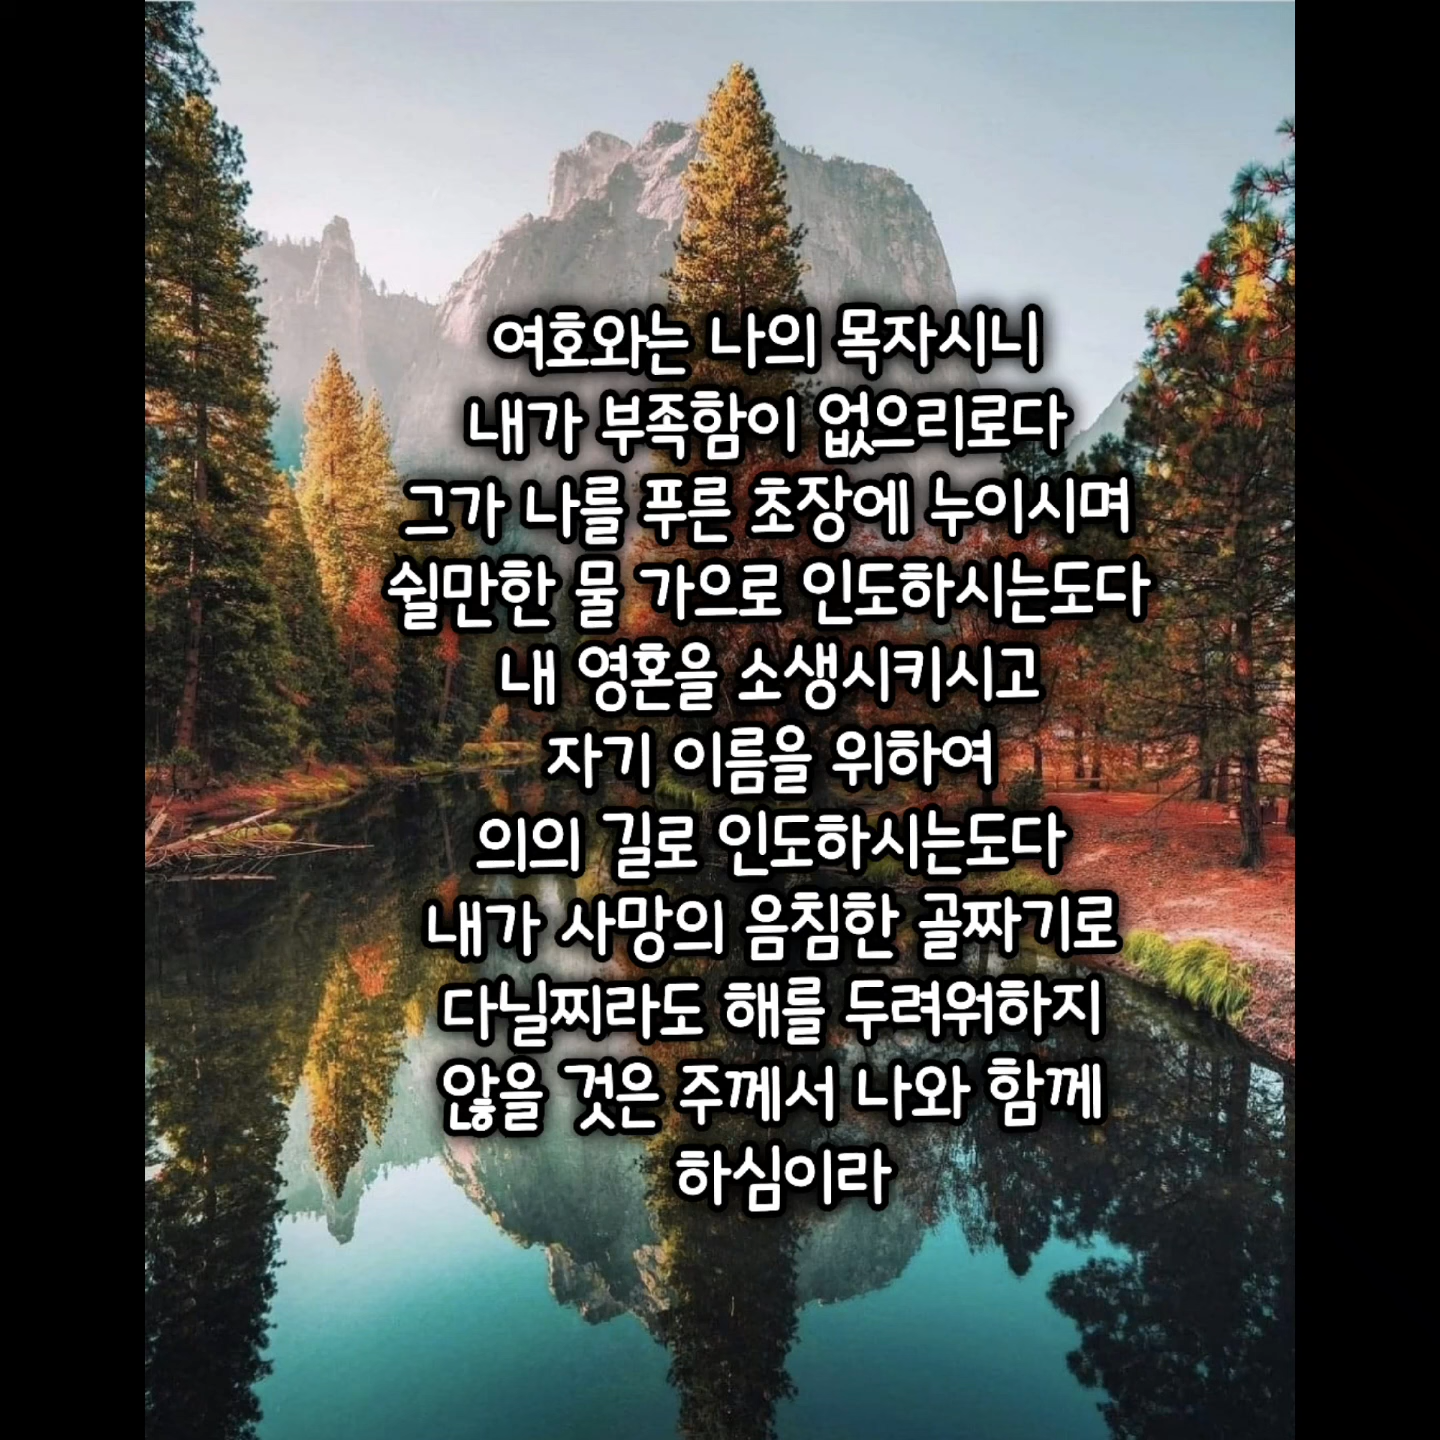 여호와는 나의 목자시니
내가 부족함이 없으리로다
그가 나를 푸른 초장에 누이시며
쉴만한 물 가으로 인도하시는도다
내 영혼을 소생시키시고
자기 이름을 위하여
의의 길로 인도하시는도다
내가 사망의 음침한 골짜기로
다닐찌라도 해를 두려워하지
않을 것은 주께서 나와 함께
하심이라